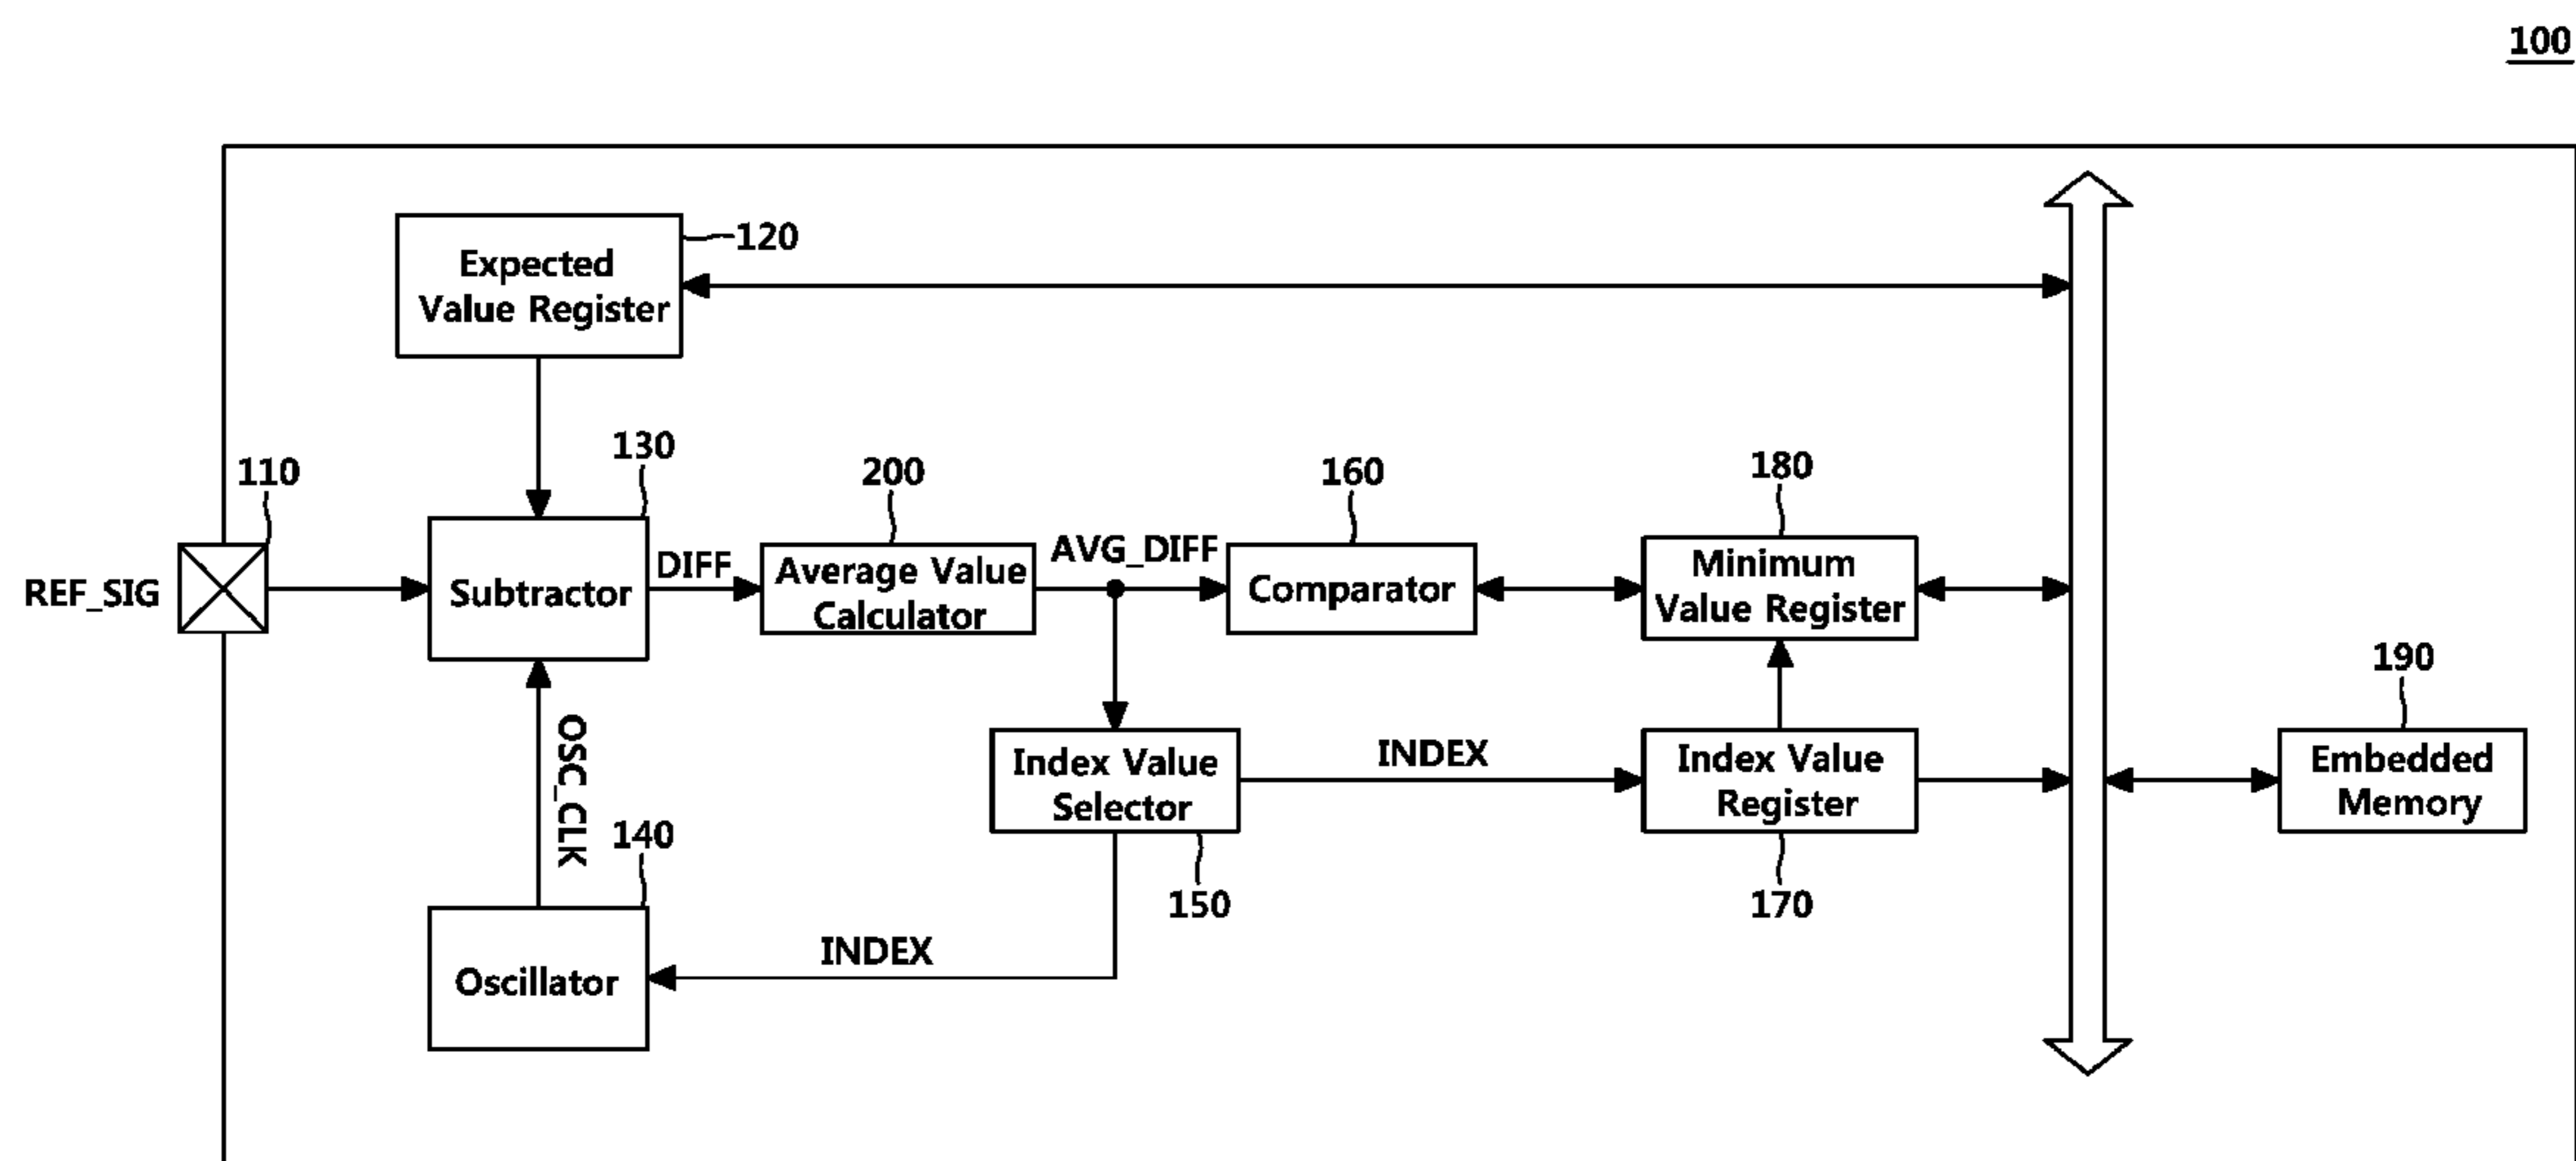 100
120
Expected
Value Register
130
110
200
160
180
REF_SIG
Subtractor
DIFF
Average Value
Calculator
AVG_DIFF
Comparator
Minimum
Value Register
190
OSC_CLK
140
Index Value
Selector
INDEX
Index Value
Register
Embedded
Memory
150
170
INDEX
Oscillator